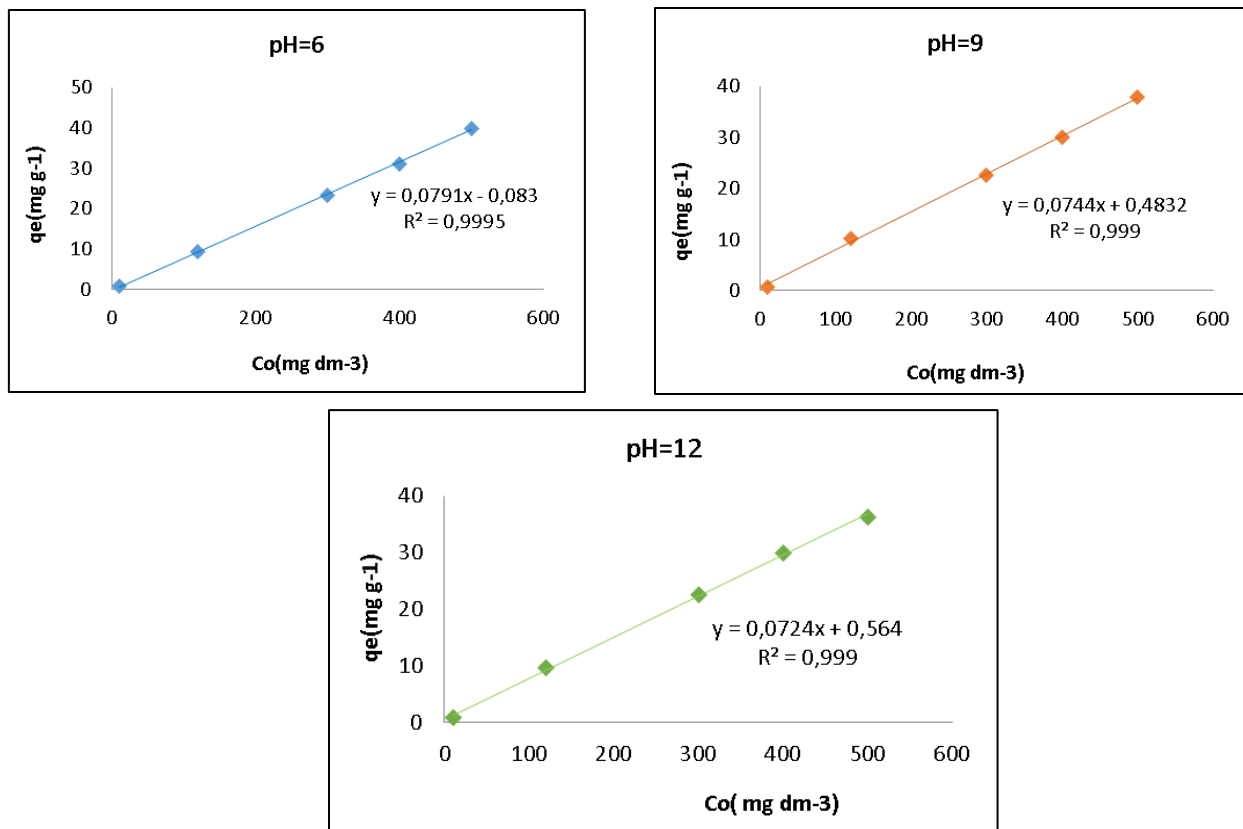 pH=6
50
40
30
20
10
0
qe(mg g-1)
y = 0,0791x - 0,083
R² = 0,9995
0 200 400 600
Co(mg dm-3)
pH=9
40
30
20
10
0
qe(mg g-1)
y = 0,0744x + 0,4832
R² = 0,999
0 100 200 300 400 500 600
Co(mg dm-3)
pH=12
40
30
20
10
0
qe(mg g-1)
y = 0,0724x + 0,564
R² = 0,999
0 100 200 300 400 500 600
Co( mg dm-3)